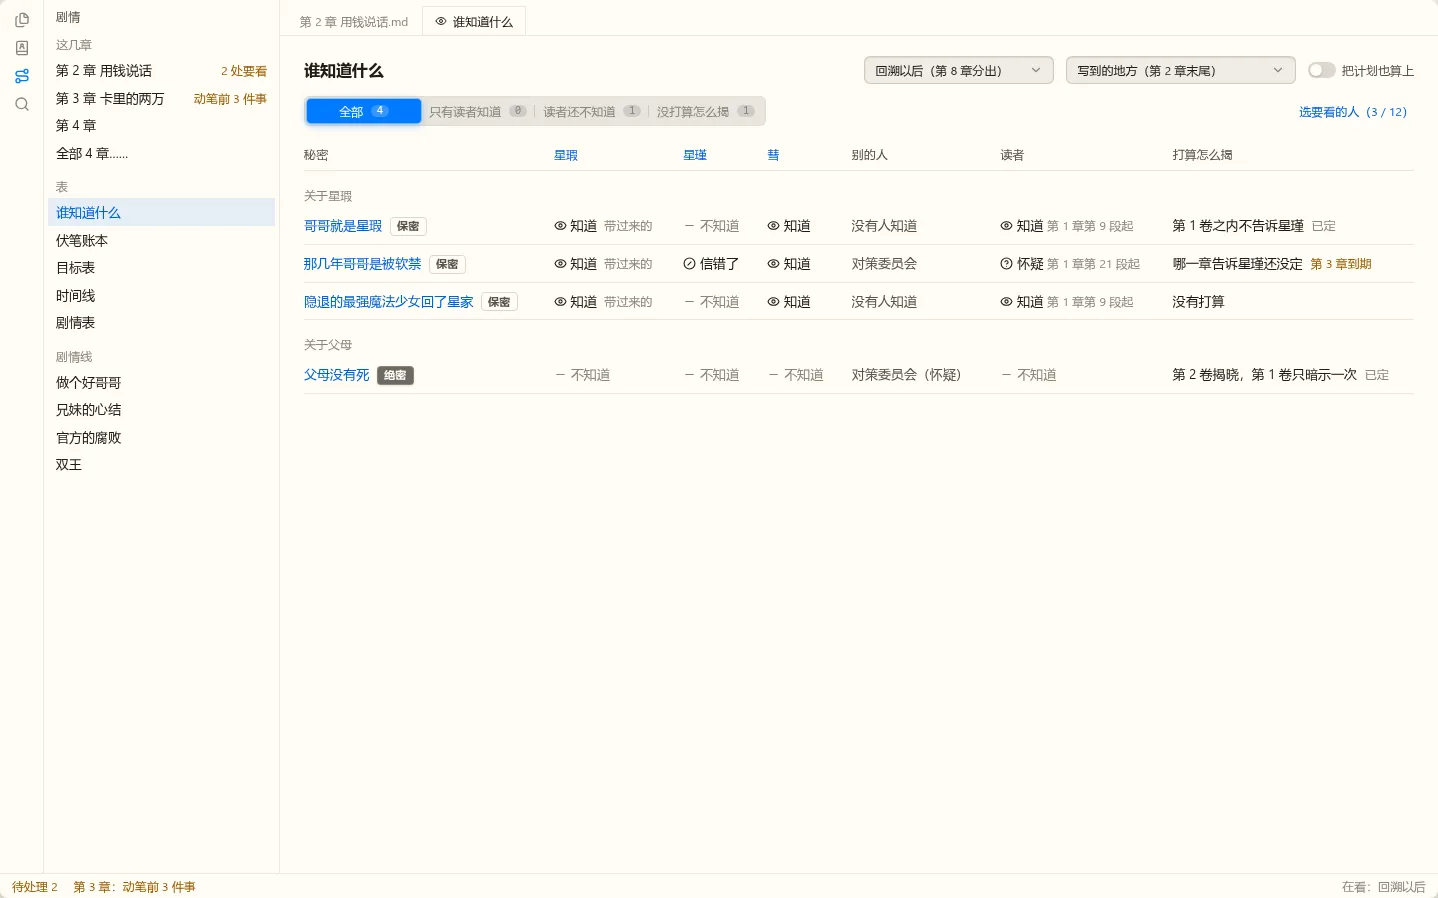 剧情
这几章
第 2 章 用钱说话 2 处要看
第 3 章 卡里的两万 动笔前 3 件事
第 4 章
全部 4 章……
表
谁知道什么
伏笔账本
目标表
时间线
剧情表
剧情线
做个好哥哥
兄妹的心结
官方的腐败
双王
第 2 章 用钱说话.md 谁知道什么
谁知道什么 回溯以后（第 8 章分出） 写到的地方（第 2 章末尾） 把计划也算上
全部 4 只有读者知道 0 读者还不知道 1 没打算怎么揭 1 选要看的人（3 / 12）
秘密 星瑕 星瑾 彗 别的人 读者 打算怎么揭
关于星瑕
哥哥就是星瑕 保密 知道 带过来的 — 不知道 知道 没有人知道 知道 第 1 章第 9 段起 第 1 卷之内不告诉星瑾 已定
那几年哥哥是被软禁 保密 知道 带过来的 信错了 知道 对策委员会 怀疑 第 1 章第 21 段起 哪一章告诉星瑾还没定 第 3 章到期
隐退的最强魔法少女回了星家 保密 知道 带过来的 — 不知道 知道 没有人知道 知道 第 1 章第 9 段起 没有打算
关于父母
父母没有死 绝密 — 不知道 — 不知道 — 不知道 对策委员会（怀疑） — 不知道 第 2 卷揭晓，第 1 卷只暗示一次 已定
待处理 2 第 3 章：动笔前 3 件事 在看：回溯以后